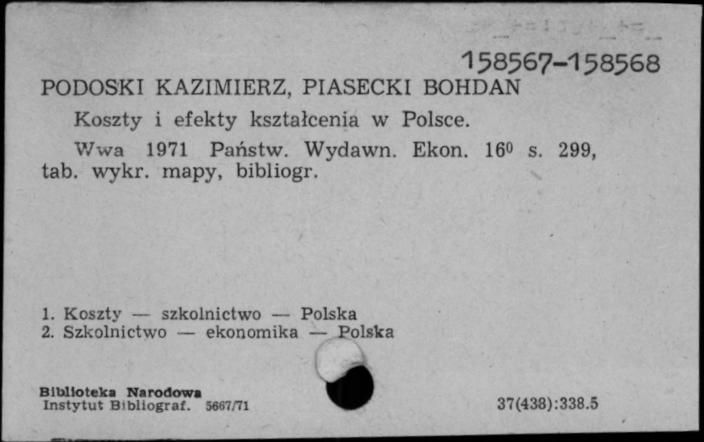 158567-158568
PODOSKI KAZIMIERZ, PIASECKI BOHDAN
Koszty i efekty kształcenia w Polsce.
Wwa 1971 Państw. Wydawn. Ekon. 16⁰ s. 299,
tab. wykr. mapy, bibliogr.
1. Koszty — szkolnictwo — Polska
2. Szkolnictwo — ekonomika — Polska
Biblioteka Narodowa
Instytut Bibliograf. 5667/71
37(438):338.5